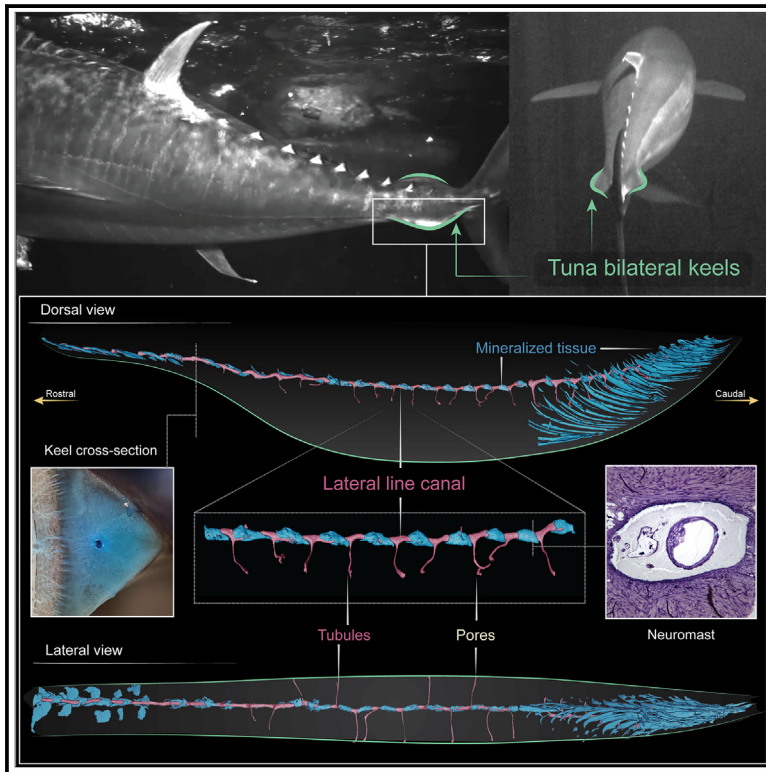 Tuna bilateral keels
Dorsal view
Mineralized tissue
Rostral
Caudal
Keel cross-section
Lateral line canal
Tubules
Pores
Neuromast
Lateral view